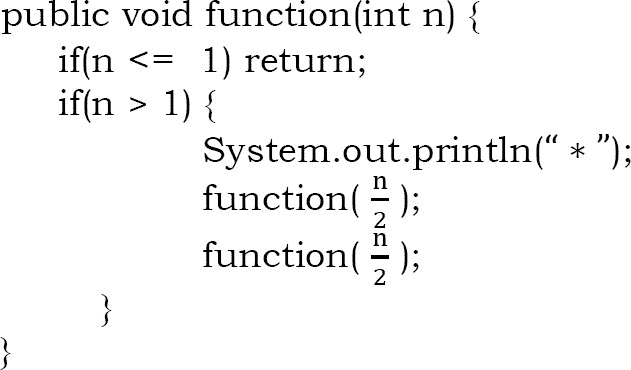 public void function(int n) {
if(n <= 1) return;
if(n > 1) {
System.out.println(“ * ”);
function( n/2 );
function( n/2 );
}
}